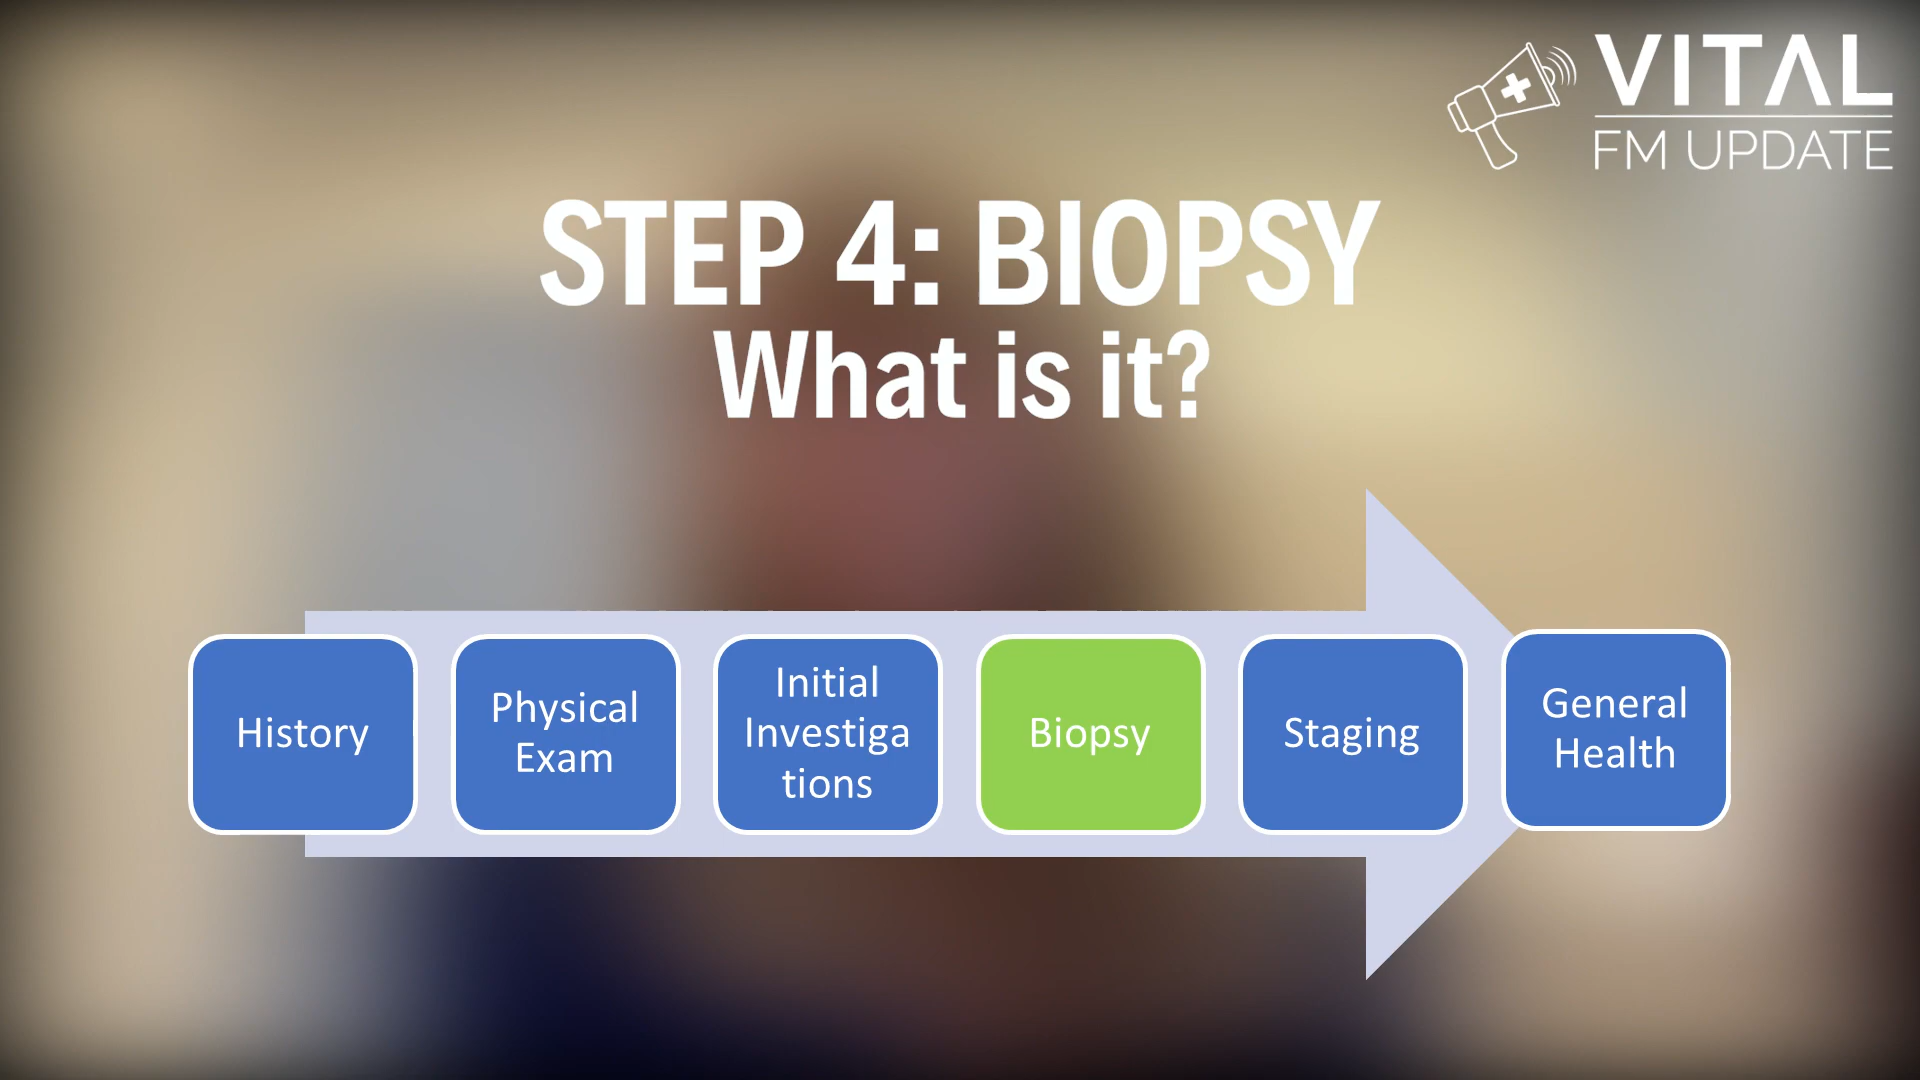 VITAL
FM UPDATE
STEP 4: BIOPSY
What is it?
History
Physical
Exam
Initial
Investiga
tions
Biopsy
Staging
General
Health